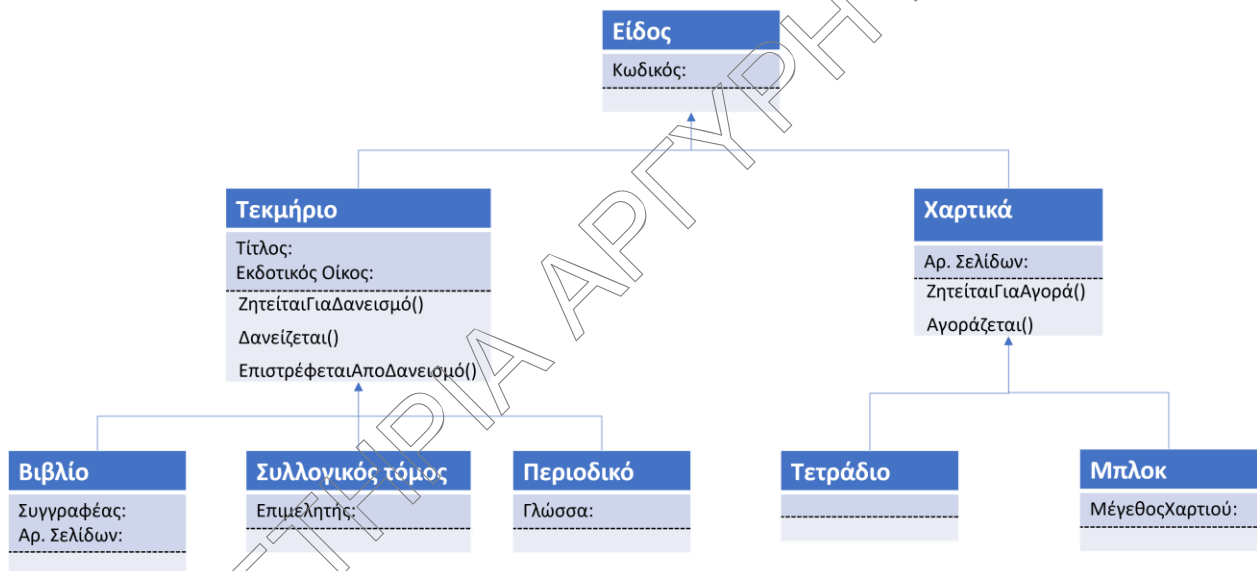 Είδος
Κωδικός:
Τεκμήριο
Τίτλος:
Εκδοτικός Οίκος:
ΖητείταιΓιαΔανεισμό()
Δανείζεται()
ΕπιστρέφεταιΑποΔανεισμό()
Χαρτικά
Αρ. Σελίδων:
ΖητείταιΓιαΑγορά()
Αγοράζεται()
Βιβλίο
Συγγραφέας:
Αρ. Σελίδων:
Συλλογικός τόμος
Επιμελητής:
Περιοδικό
Γλώσσα:
Τετράδιο
Μπλοκ
ΜέγεθοςΧαρτιού:
ΑΡΓΥΡΗ